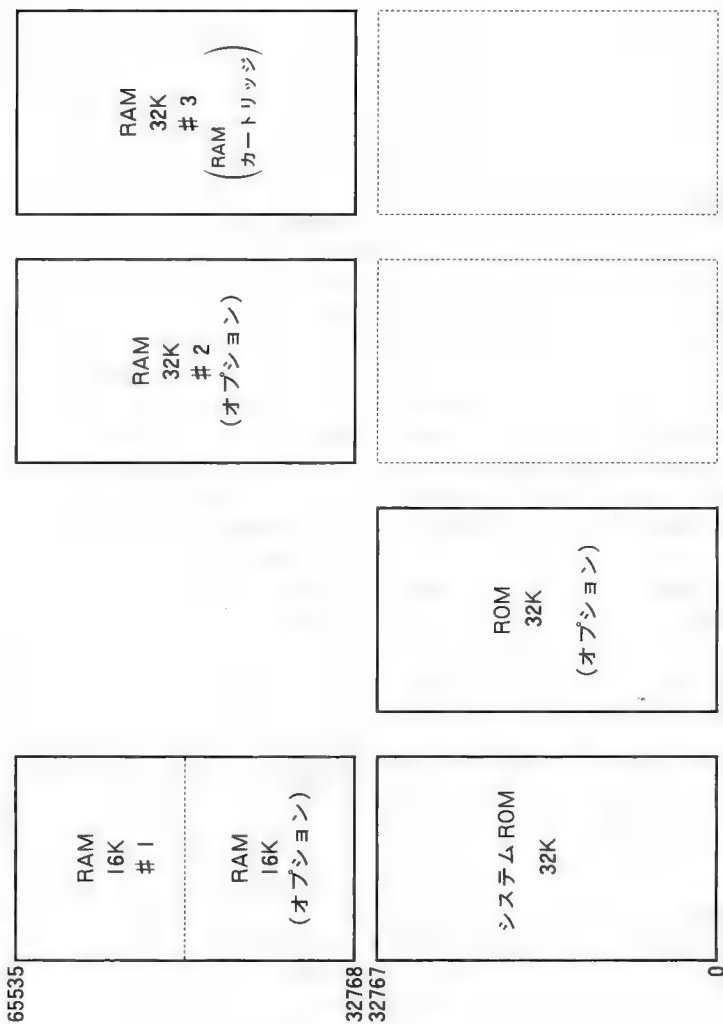 65535
RAM
16K
# 1
RAM
16K
(オプション)
32768
32767
システムROM
32K
0
ROM
32K
(オプション)
RAM
32K
# 2
(オプション)
RAM
32K
# 3
(RAM
カートリッジ)